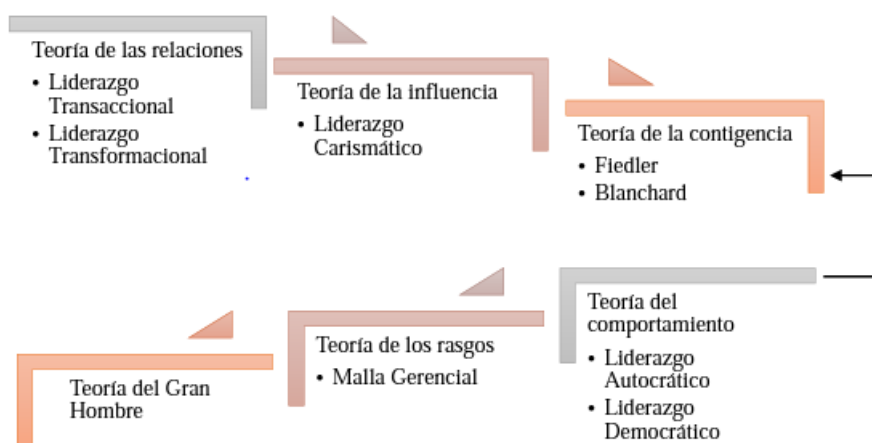 Teoría de las relaciones
• Liderazgo
Transaccional
• Liderazgo
Transformacional
Teoría de la influencia
• Liderazgo
Carismático
Teoría de la contigencia
• Fiedler
• Blanchard
Teoría del Gran
Hombre
Teoría de los rasgos
• Malla Gerencial
Teoría del
comportamiento
• Liderazgo
Autocrático
• Liderazgo
Democrático